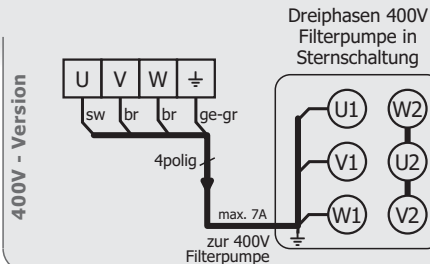 Dreiphasen 400V
Filterpumpe in
Sternschaltung
400V - Version
U V W
sw br br ge-gr
4polig
max. 7A
zur 400V
Filterpumpe
U1 W2
V1 U2
W1 V2